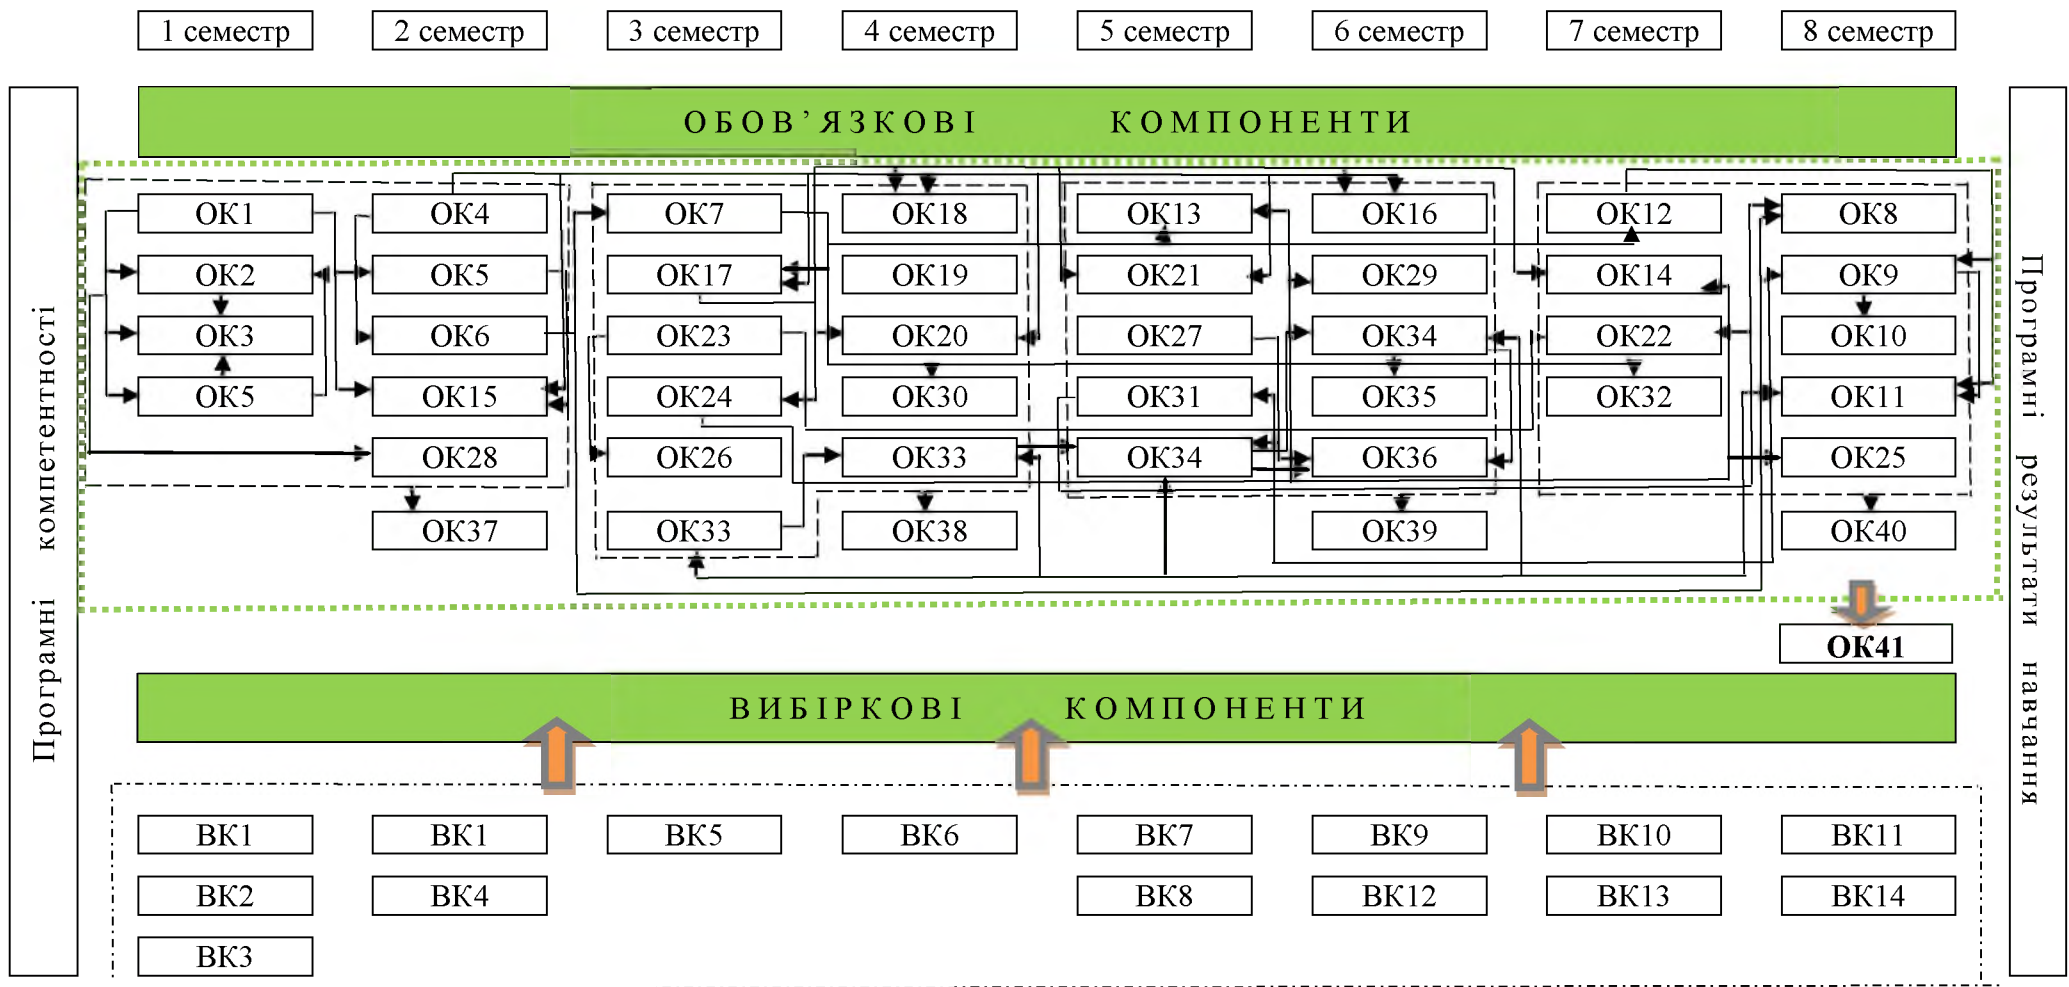 1 семестр 2 семестр 3 семестр 4 семестр 5 семестр 6 семестр 7 семестр 8 семестр
ОБОВ’ЯЗКОВІ КОМПОНЕНТИ
Програмні компетентності
ОК1 ОК4 ОК7 ОК18 ОК13 ОК16 ОК12 ОК8
ОК2 ОК5 ОК17 ОК19 ОК21 ОК29 ОК14 ОК9
ОК3 ОК6 ОК23 ОК20 ОК27 ОК34 ОК22 ОК10
ОК5 ОК15 ОК24 ОК30 ОК31 ОК35 ОК32 ОК11
ОК28 ОК26 ОК33 ОК34 ОК36 ОК25
ОК37 ОК33 ОК38 ОК39 ОК40
ОК41
Програмні результати навчання
ВИБІРКОВІ КОМПОНЕНТИ
ВК1 ВК1 ВК5 ВК6 ВК7 ВК9 ВК10 ВК11
ВК2 ВК4 ВК8 ВК12 ВК13 ВК14
ВК3